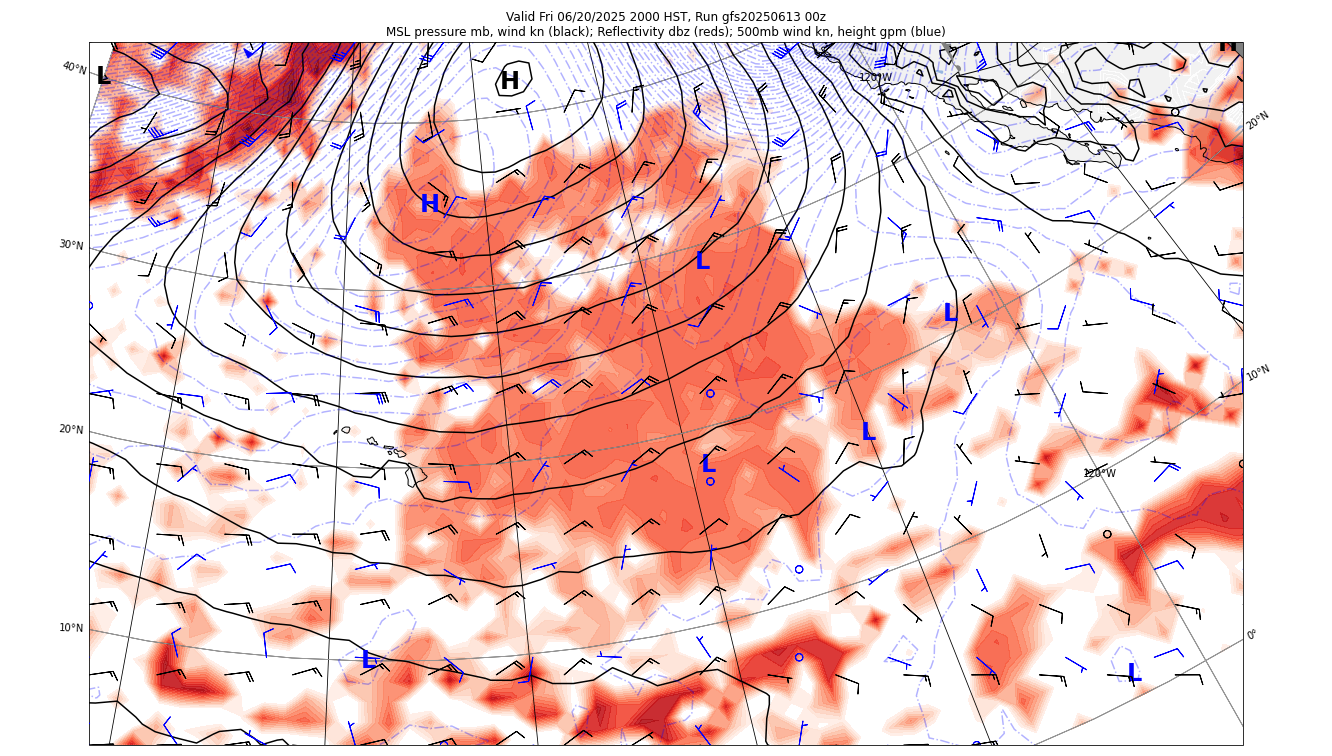 Valid Fri 06/20/2025 2000 HST, Run gfs20250613 00z
MSL pressure mb, wind kn (black); Reflectivity dbz (reds); 500mb wind kn, height gpm (blue)
H
L
40°N
H
120°W
20°N
H
30°N
L
L
10°N
20°N
L
L
120°W
10°N
0°
L
L